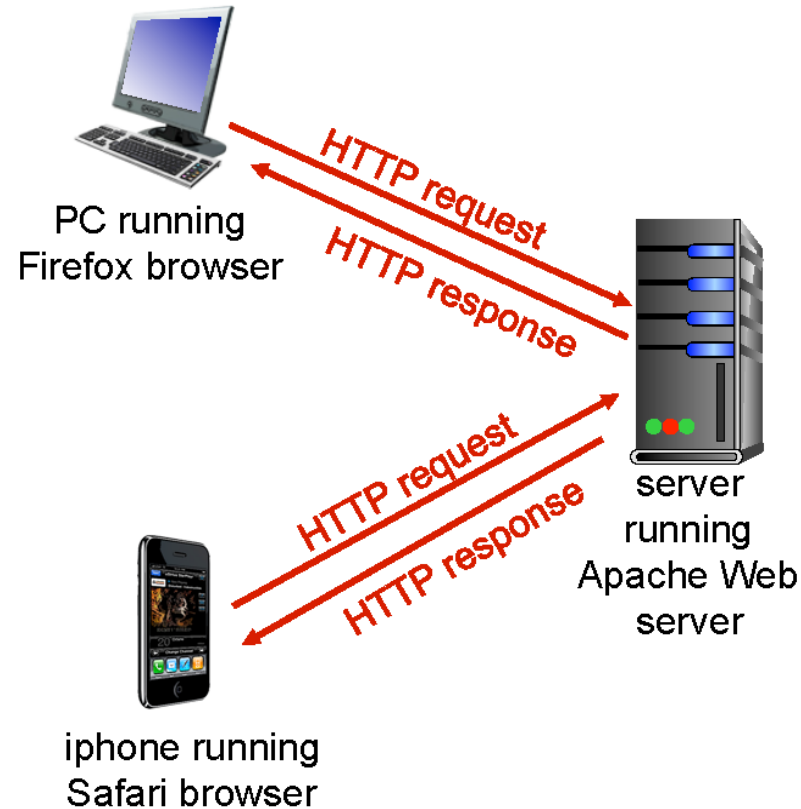 HTTP request
HTTP response
PC running
Firefox browser
HTTP request
HTTP response
server
running
Apache Web
server
iphone running
Safari browser